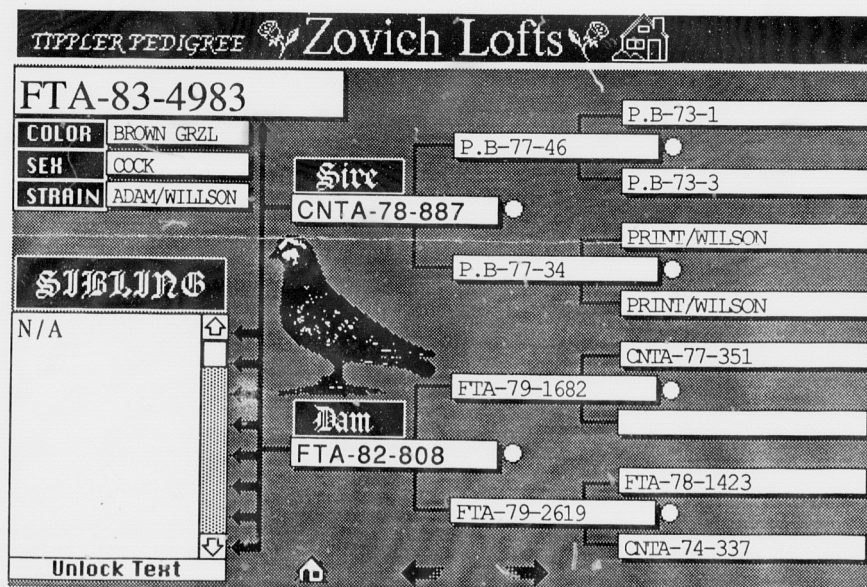 TIPPLER PEDIGREE Zovich Lofts
FTA-83-4983
COLOR BROWN GRZL
SEX COCK
STRAIN ADAM/WILLSON
SIBLING
N/A
Unlock Text
Sire
CNTA-78-887
Dam
FTA-82-808
P.B-77-46
P.B-77-34
FTA-79-1682
FTA-79-2619
P.B-73-1
P.B-73-3
PRINT/WILSON
PRINT/WILSON
CNTA-77-351
FTA-78-1423
CNTA-74-337